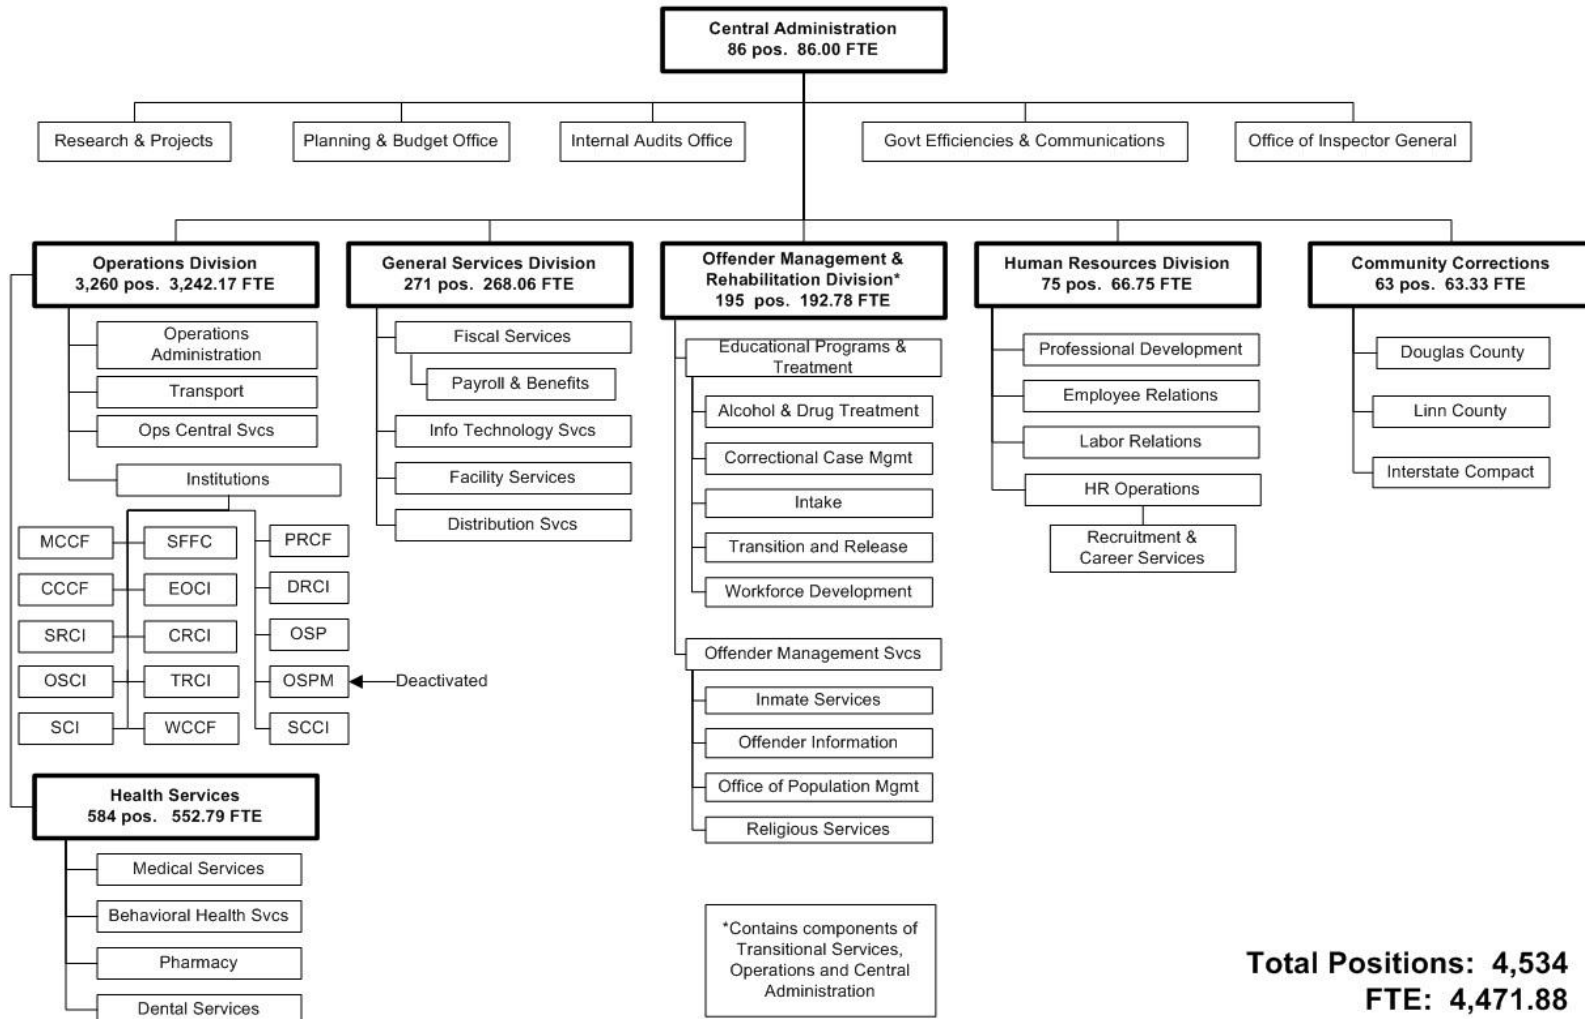 Central Administration
86 pos. 86.00 FTE
Research & Projects
Planning & Budget Office
Internal Audits Office
Govt Efficiencies & Communications
Office of Inspector General
Operations Division
3,260 pos. 3,242.17 FTE
Operations
Administration
Transport
Ops Central Svcs
Institutions
MCCF
SFFC
PRCF
CCCF
EOCI
DRCI
SRCI
CRCI
OSP
OSCI
TRCI
OSPM
Deactivated
SCI
WCCF
SCCI
Health Services
584 pos. 552.79 FTE
Medical Services
Behavioral Health Svcs
Pharmacy
Dental Services
General Services Division
271 pos. 268.06 FTE
Fiscal Services
Payroll & Benefits
Info Technology Svcs
Facility Services
Distribution Svcs
Offender Management &
Rehabilitation Division*
195 pos. 192.78 FTE
Educational Programs &
Treatment
Alcohol & Drug Treatment
Correctional Case Mgmt
Intake
Transition and Release
Workforce Development
Offender Management Svcs
Inmate Services
Offender Information
Office of Population Mgmt
Religious Services
*Contains components of
Transitional Services,
Operations and Central
Administration
Human Resources Division
75 pos. 66.75 FTE
Professional Development
Employee Relations
Labor Relations
HR Operations
Recruitment &
Career Services
Community Corrections
63 pos. 63.33 FTE
Douglas County
Linn County
Interstate Compact
Total Positions: 4,534
FTE: 4,471.88